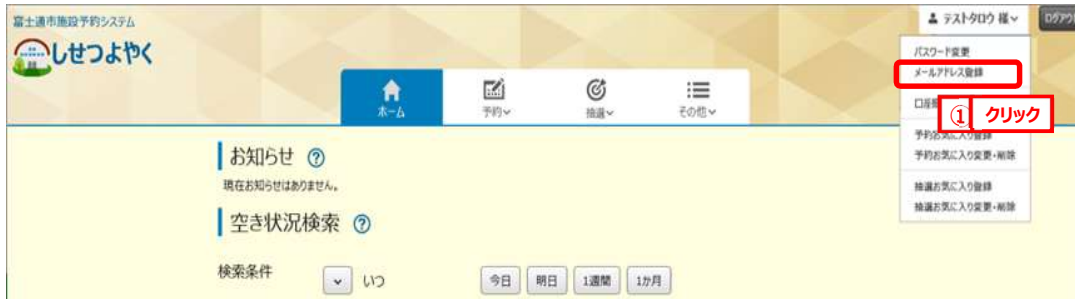 富士通市施設予約システム
しせつよやく
テストタロウ 様
ログアウ
パスワード変更
メールアドレス登録
① クリック
予約お気に入り登録
予約お気に入り変更・削除
抽選お気に入り登録
抽選お気に入り変更・削除
ホーム
予約
抽選
その他
お知らせ ?
現在お知らせはありません。
空き状況検索 ?
検索条件
いつ
今日 明日 1週間 1か月